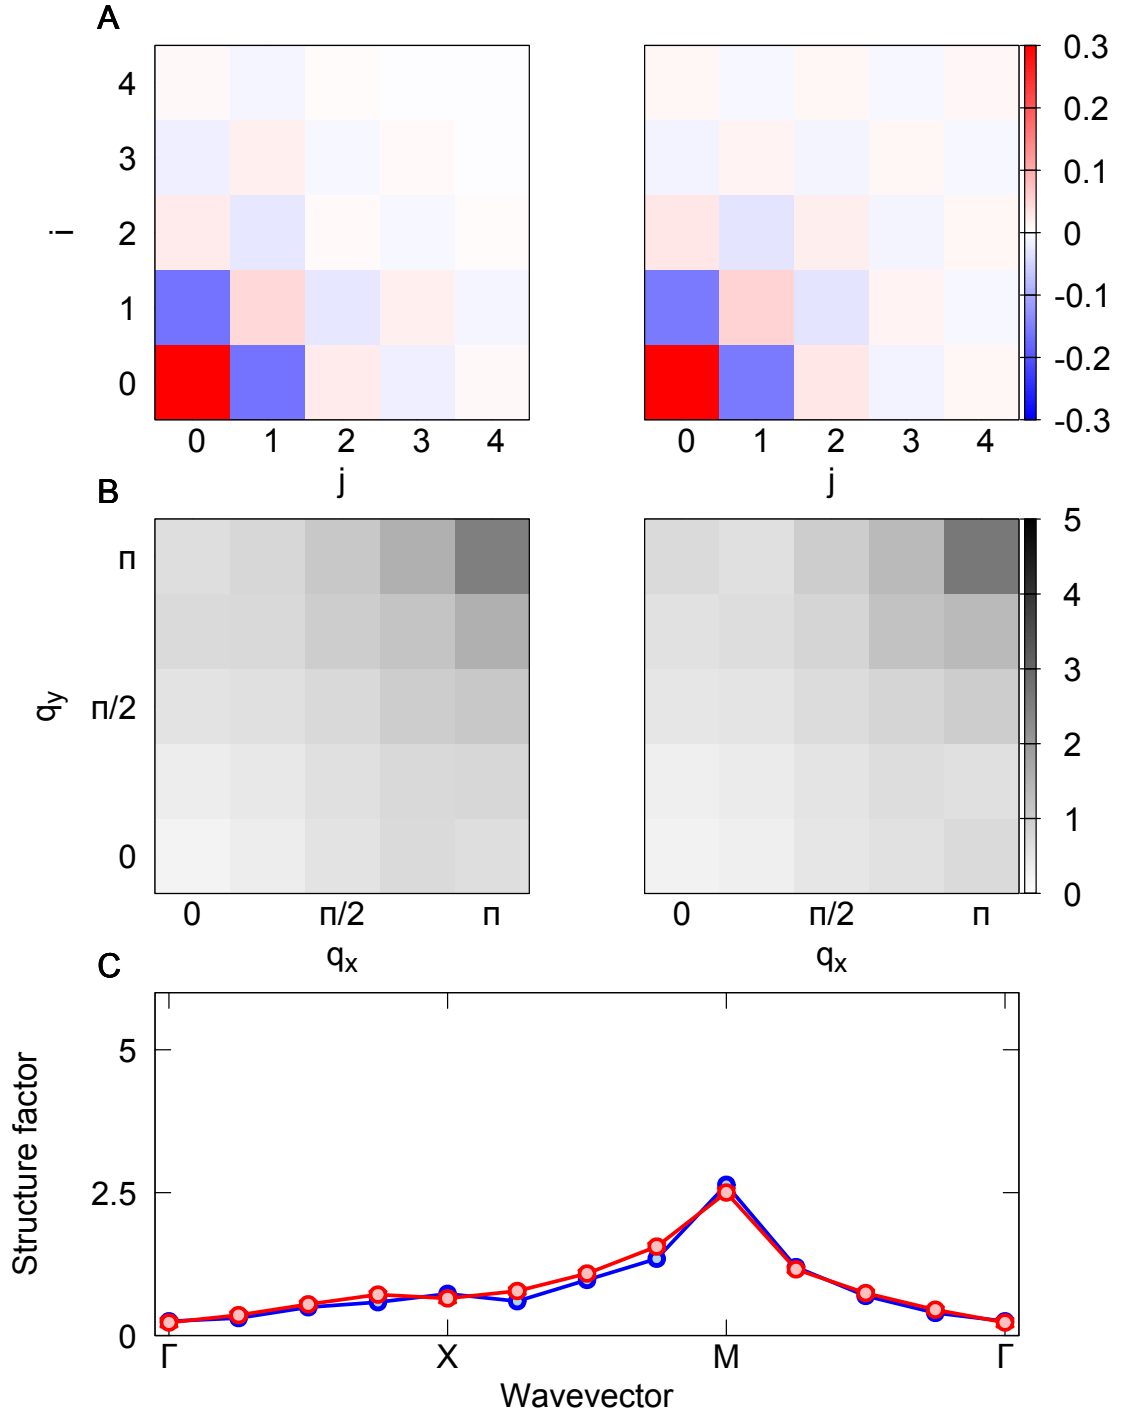 A
4
3
2
1
0
i
0 1 2 3 4
j
0 1 2 3 4
j
0.3
0.2
0.1
0
-0.1
-0.2
-0.3
B
π
π/2
0
qy
0 π/2 π
qx
0 π/2 π
qx
5
4
3
2
1
0
C
5
2.5
0
Structure factor
Γ X M Γ
Wavevector